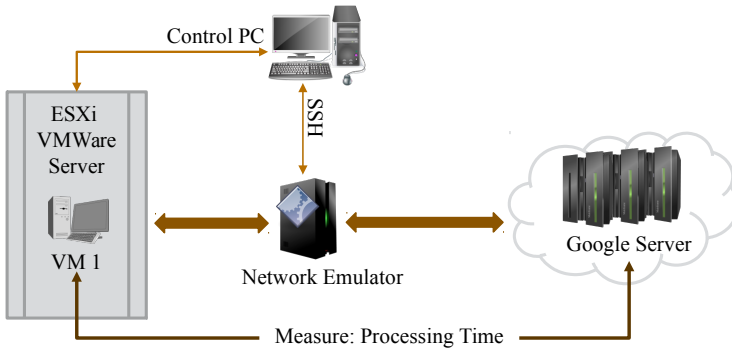 Control PC
ESXi
VMWare
Server
SSH
VM 1
Network Emulator
Google Server
Measure: Processing Time